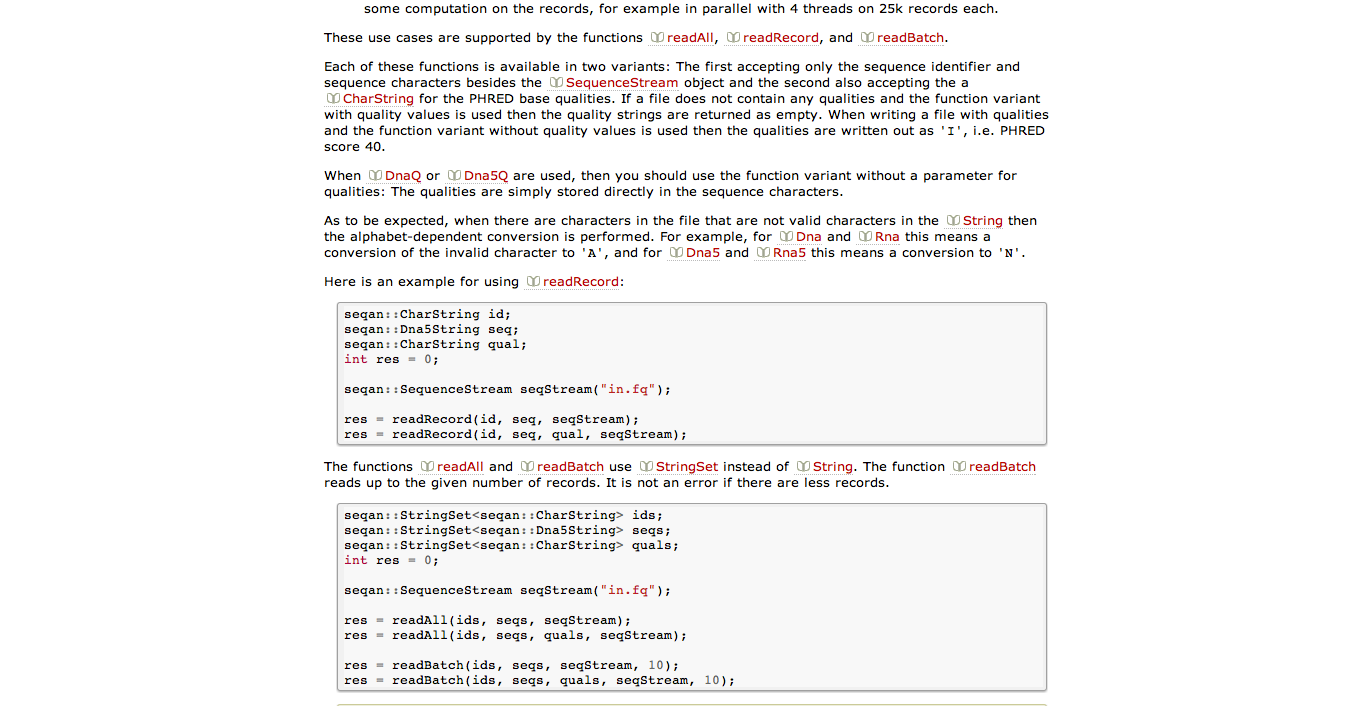 some computation on the records, for example in parallel with 4 threads on 25k records each.
These use cases are supported by the functions readAll, readRecord, and readBatch.
Each of these functions is available in two variants: The first accepting only the sequence identifier and
sequence characters besides the SequenceStream object and the second also accepting the a
CharString for the PHRED base qualities. If a file does not contain any qualities and the function variant
with quality values is used then the quality strings are returned as empty. When writing a file with qualities
and the function variant without quality values is used then the qualities are written out as 'I', i.e. PHRED
score 40.
When DnaQ or Dna5Q are used, then you should use the function variant without a parameter for
qualities: The qualities are simply stored directly in the sequence characters.
As to be expected, when there are characters in the file that are not valid characters in the String then
the alphabet-dependent conversion is performed. For example, for Dna and Rna this means a
conversion of the invalid character to 'A', and for Dna5 and Rna5 this means a conversion to 'N'.
Here is an example for using readRecord:
seqan::CharString id;
seqan::Dna5String seq;
seqan::CharString qual;
int res = 0;
seqan::SequenceStream seqStream("in.fq");
res = readRecord(id, seq, seqStream);
res = readRecord(id, seq, qual, seqStream);
The functions readAll and readBatch use StringSet instead of String. The function readBatch
reads up to the given number of records. It is not an error if there are less records.
seqan::StringSet<seqan::CharString> ids;
seqan::StringSet<seqan::Dna5String> seqs;
seqan::StringSet<seqan::CharString> quals;
int res = 0;
seqan::SequenceStream seqStream("in.fq");
res = readAll(ids, seqs, seqStream);
res = readAll(ids, seqs, quals, seqStream);
res = readBatch(ids, seqs, seqStream, 10);
res = readBatch(ids, seqs, quals, seqStream, 10);